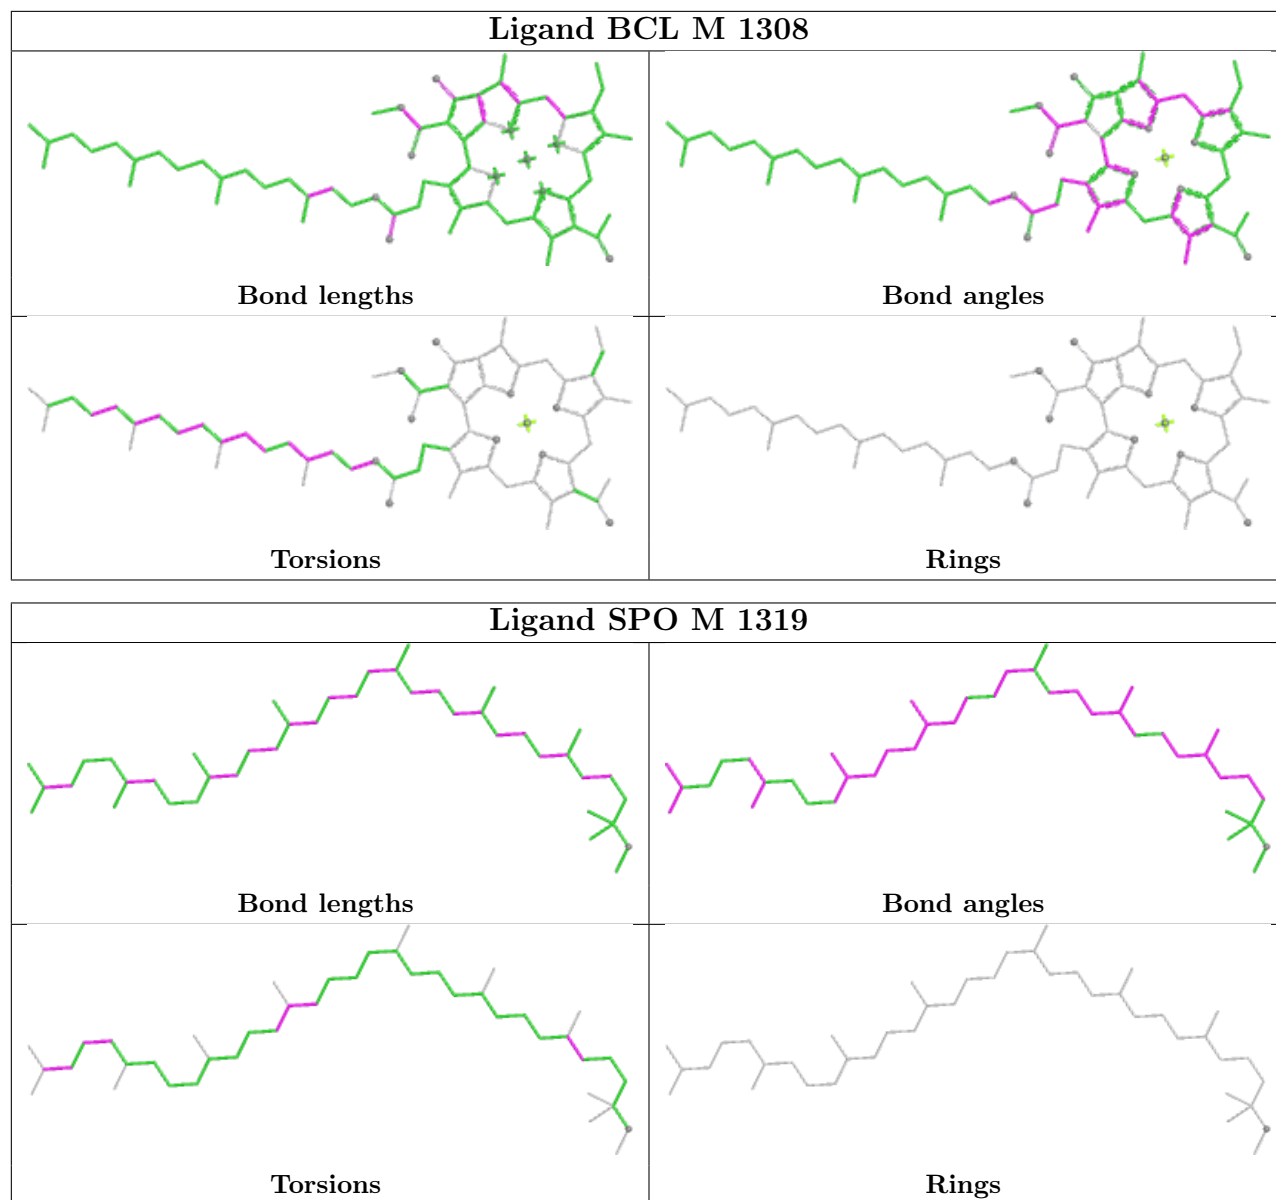 Ligand BCL M 1308
Bond lengths
Bond angles
Torsions
Rings
Ligand SPO M 1319
Bond lengths
Bond angles
Torsions
Rings